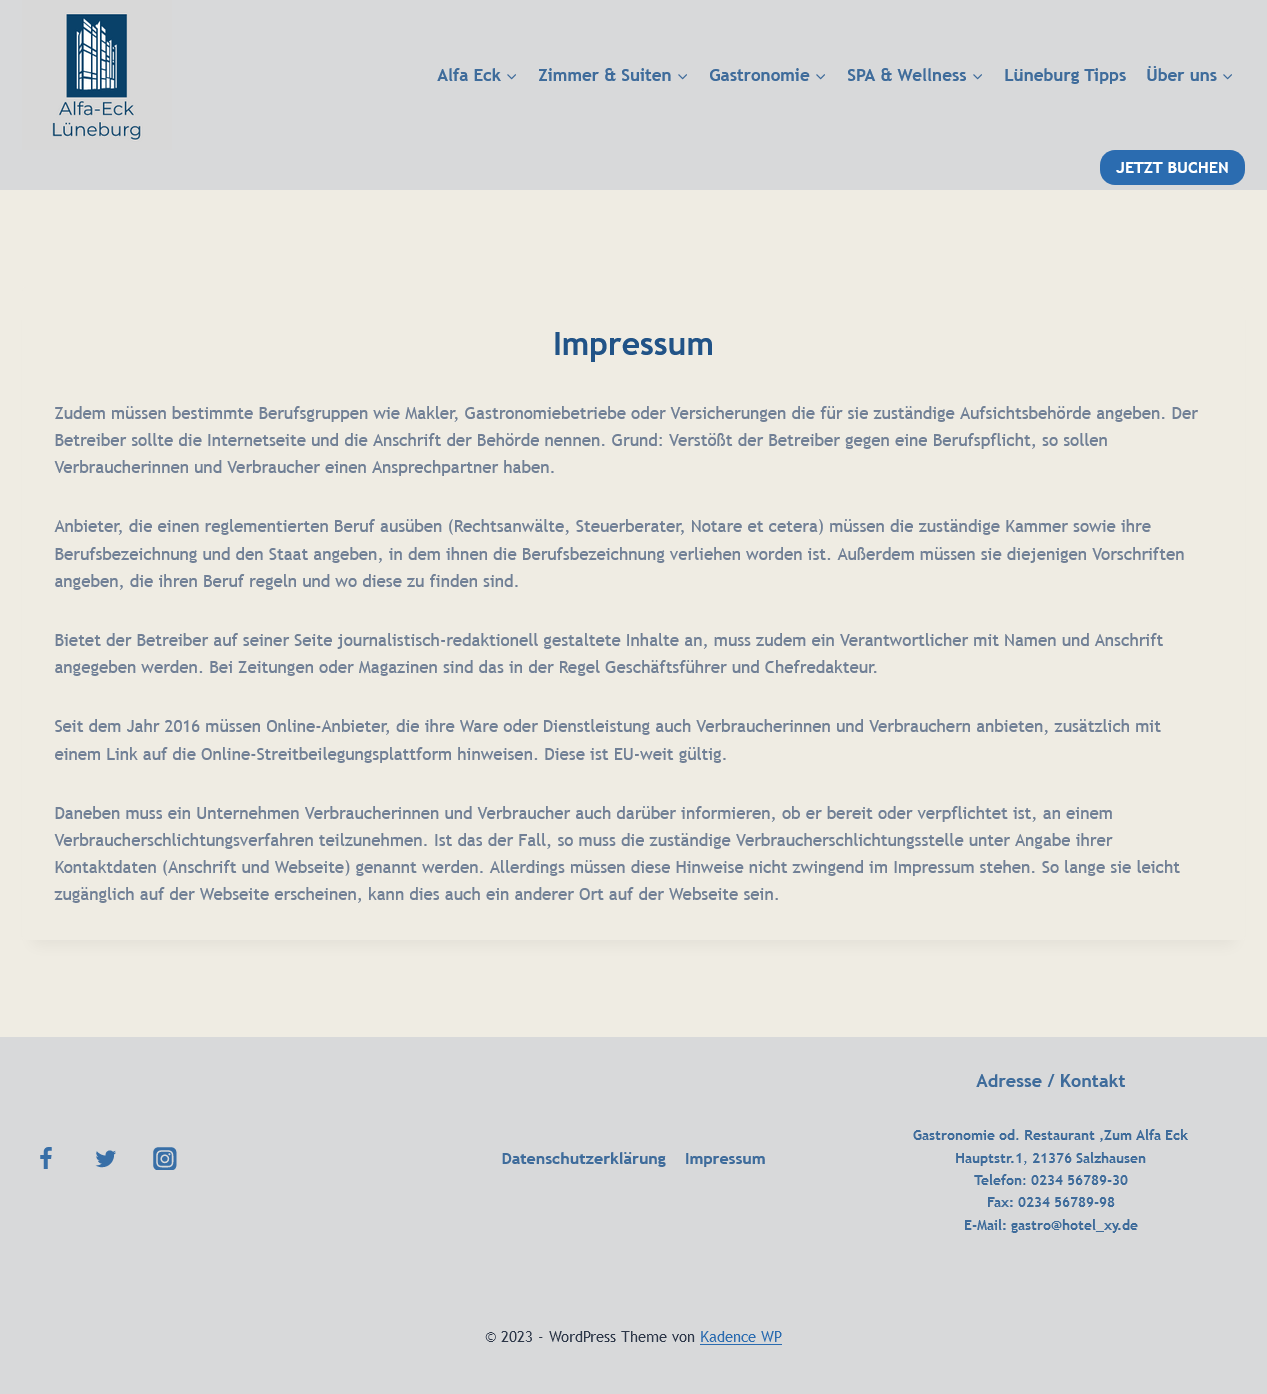 Alfa-Eck
Lüneburg
Alfa Eck Zimmer & Suiten Gastronomie SPA & Wellness Lüneburg Tipps Über uns
JETZT BUCHEN
Impressum
Zudem müssen bestimmte Berufsgruppen wie Makler, Gastronomiebetriebe oder Versicherungen die für sie zuständige Aufsichtsbehörde angeben. Der
Betreiber sollte die Internetseite und die Anschrift der Behörde nennen. Grund: Verstößt der Betreiber gegen eine Berufspflicht, so sollen
Verbraucherinnen und Verbraucher einen Ansprechpartner haben.
Anbieter, die einen reglementierten Beruf ausüben (Rechtsanwälte, Steuerberater, Notare et cetera) müssen die zuständige Kammer sowie ihre
Berufsbezeichnung und den Staat angeben, in dem ihnen die Berufsbezeichnung verliehen worden ist. Außerdem müssen sie diejenigen Vorschriften
angeben, die ihren Beruf regeln und wo diese zu finden sind.
Bietet der Betreiber auf seiner Seite journalistisch-redaktionell gestaltete Inhalte an, muss zudem ein Verantwortlicher mit Namen und Anschrift
angegeben werden. Bei Zeitungen oder Magazinen sind das in der Regel Geschäftsführer und Chefredakteur.
Seit dem Jahr 2016 müssen Online-Anbieter, die ihre Ware oder Dienstleistung auch Verbraucherinnen und Verbrauchern anbieten, zusätzlich mit
einem Link auf die Online-Streitbeilegungsplattform hinweisen. Diese ist EU-weit gültig.
Daneben muss ein Unternehmen Verbraucherinnen und Verbraucher auch darüber informieren, ob er bereit oder verpflichtet ist, an einem
Verbraucherschlichtungsverfahren teilzunehmen. Ist das der Fall, so muss die zuständige Verbraucherschlichtungsstelle unter Angabe ihrer
Kontaktdaten (Anschrift und Webseite) genannt werden. Allerdings müssen diese Hinweise nicht zwingend im Impressum stehen. So lange sie leicht
zugänglich auf der Webseite erscheinen, kann dies auch ein anderer Ort auf der Webseite sein.
Datenschutzerklärung Impressum
Adresse / Kontakt
Gastronomie od. Restaurant ,Zum Alfa Eck
Hauptstr.1, 21376 Salzhausen
Telefon: 0234 56789-30
Fax: 0234 56789-98
E-Mail: gastro@hotel_xy.de
© 2023 - WordPress Theme von Kadence WP